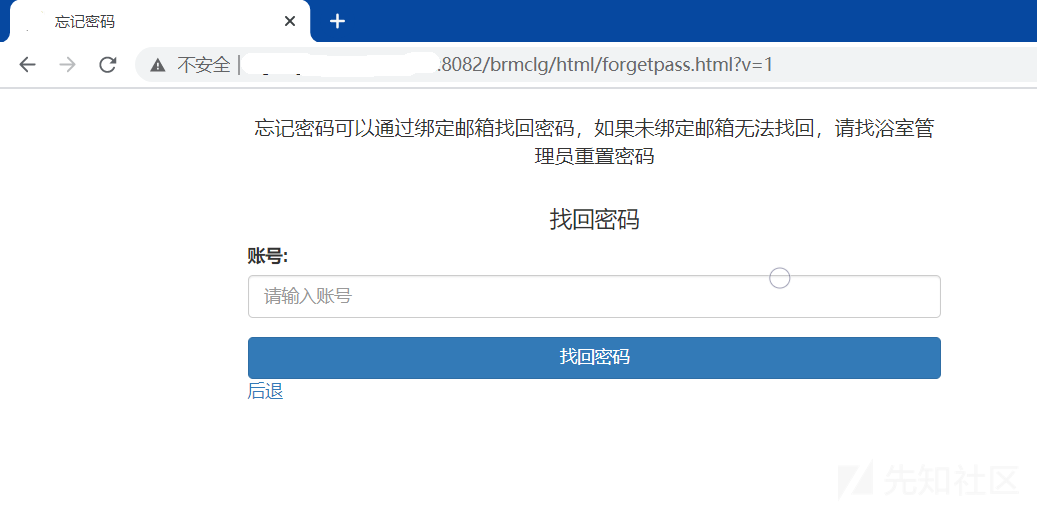 忘记密码
不安全 | .8082/brmclg/html/forgetpass.html?v=1
忘记密码可以通过绑定邮箱找回密码，如果未绑定邮箱无法找回，请找浴室管
理员重置密码
找回密码
账号:
请输入账号
找回密码
后退
先知社区